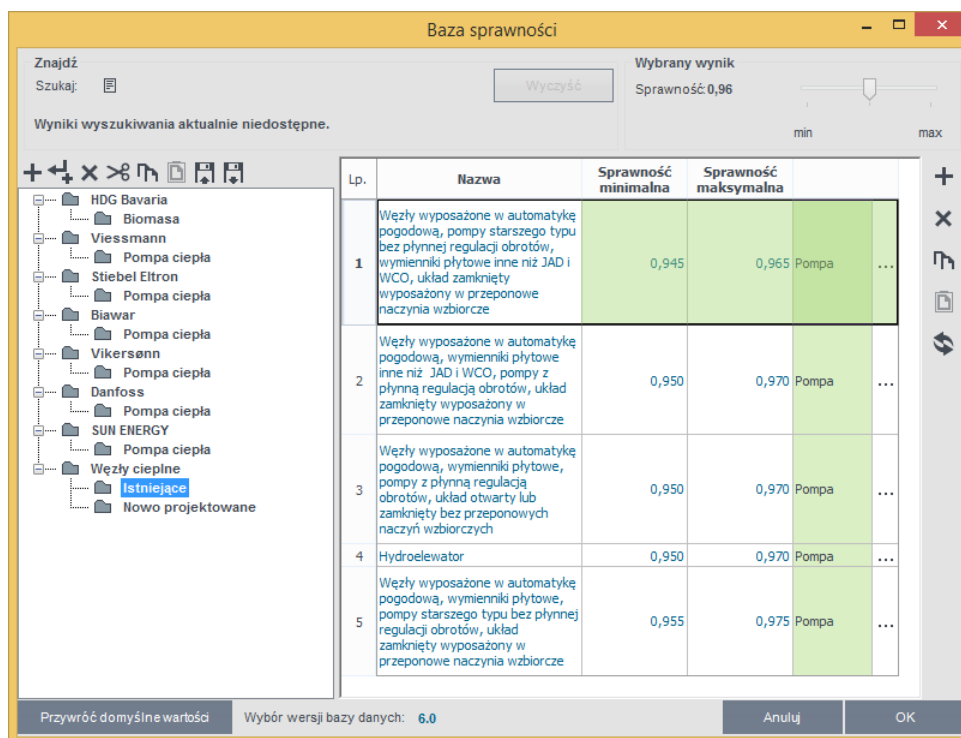 Baza sprawności
Znajdź
Szukaj:
Wyczyść
Wyniki wyszukiwania aktualnie niedostępne.
Wybrany wynik
Sprawność: 0,96
min max
HDG Bavaria
Biomasa
Viessmann
Pompa ciepła
Stiebel Eltron
Pompa ciepła
Biawar
Pompa ciepła
Vikersønn
Pompa ciepła
Danfoss
Pompa ciepła
SUN ENERGY
Pompa ciepła
Węzły cieplne
Istniejące
Nowo projektowane
Lp. Nazwa Sprawność minimalna Sprawność maksymalna
1
Węzły wyposażone w automatykę
pogodową, pompy starszego typu
bez płynnej regulacji obrotów,
wymienniki płytowe inne niż JAD i
WCO, układ zamknięty
wyposażony w przeponowe
naczynia wzbiorcze
0,945 0,965 Pompa ...
2
Węzły wyposażone w automatykę
pogodową, wymienniki płytowe
inne niż JAD i WCO, pompy z
płynną regulacją obrotów, układ
zamknięty wyposażony w
przeponowe naczynia wzbiorcze
0,950 0,970 Pompa ...
3
Węzły wyposażone w automatykę
pogodową, wymienniki płytowe,
pompy z płynną regulacją
obrotów, układ otwarty lub
zamknięty bez przeponowych
naczyń wzbiorczych
0,950 0,970 Pompa ...
4 Hydroelewator 0,950 0,970 Pompa ...
5
Węzły wyposażone w automatykę
pogodową, wymienniki płytowe,
pompy starszego typu bez płynnej
regulacji obrotów, układ
zamknięty wyposażony w
przeponowe naczynia wzbiorcze
0,955 0,975 Pompa ...
Przywróć domyślne wartości Wybór wersji bazy danych: 6.0 Anuluj OK